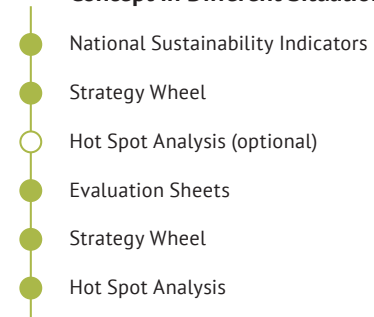 Concept in Different Situation
National Sustainability Indicators
Strategy Wheel
Hot Spot Analysis (optional)
Evaluation Sheets
Strategy Wheel
Hot Spot Analysis